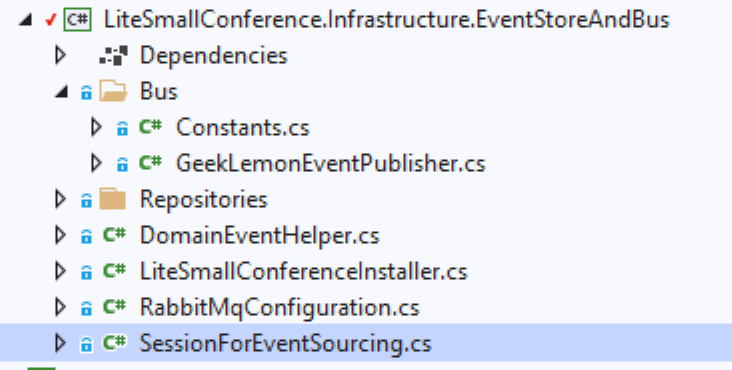 C# LiteSmallConference.Infrastructure.EventStoreAndBus
Dependencies
Bus
C# Constants.cs
C# GeekLemonEventPublisher.cs
Repositories
C# DomainEventHelper.cs
C# LiteSmallConferenceInstaller.cs
C# RabbitMqConfiguration.cs
C# SessionForEventSourcing.cs